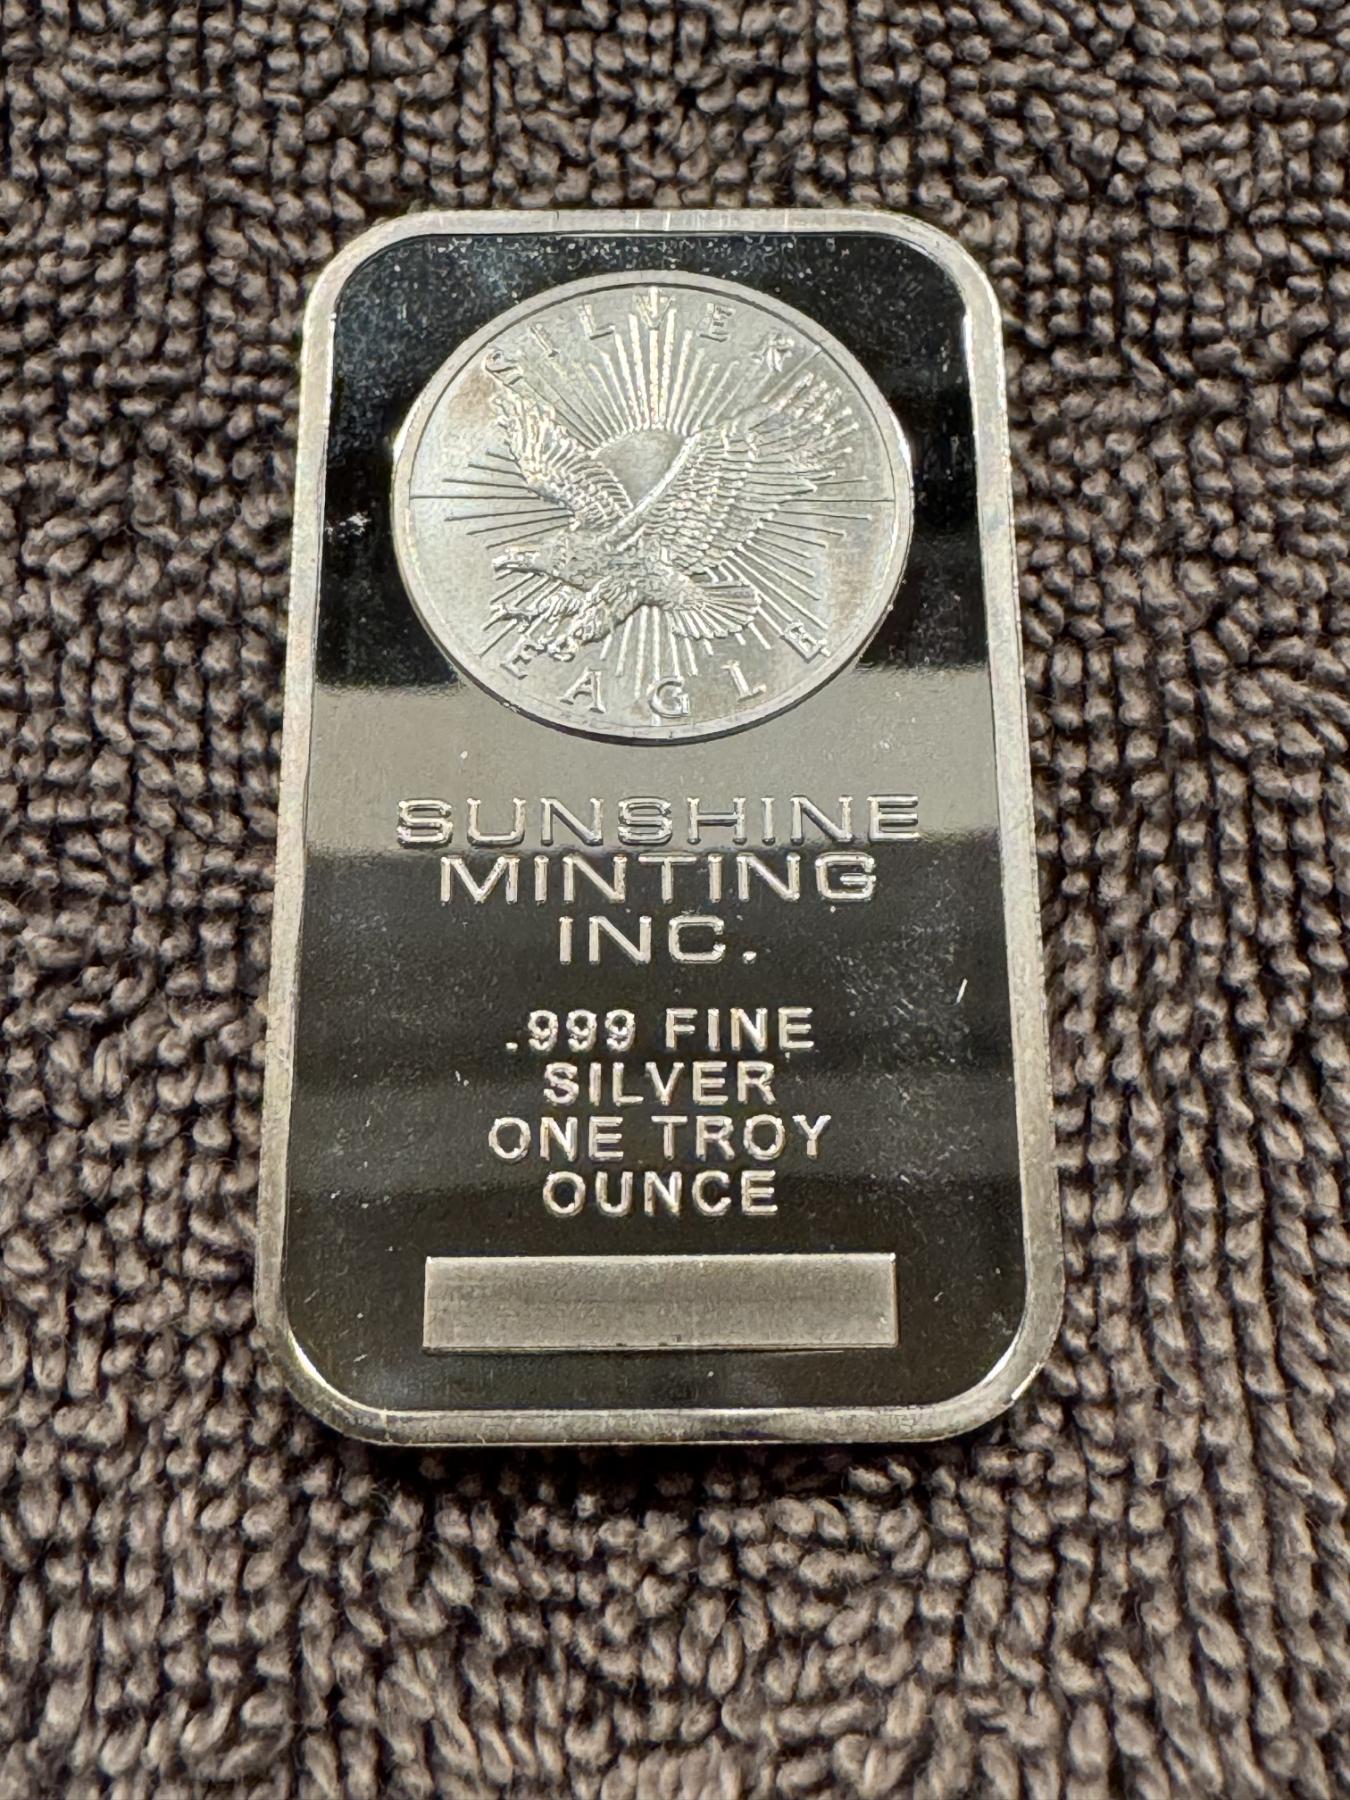 SILVER
EAGLE
SUNSHINE
MINTING
INC.
.999 FINE
SILVER
ONE TROY
OUNCE